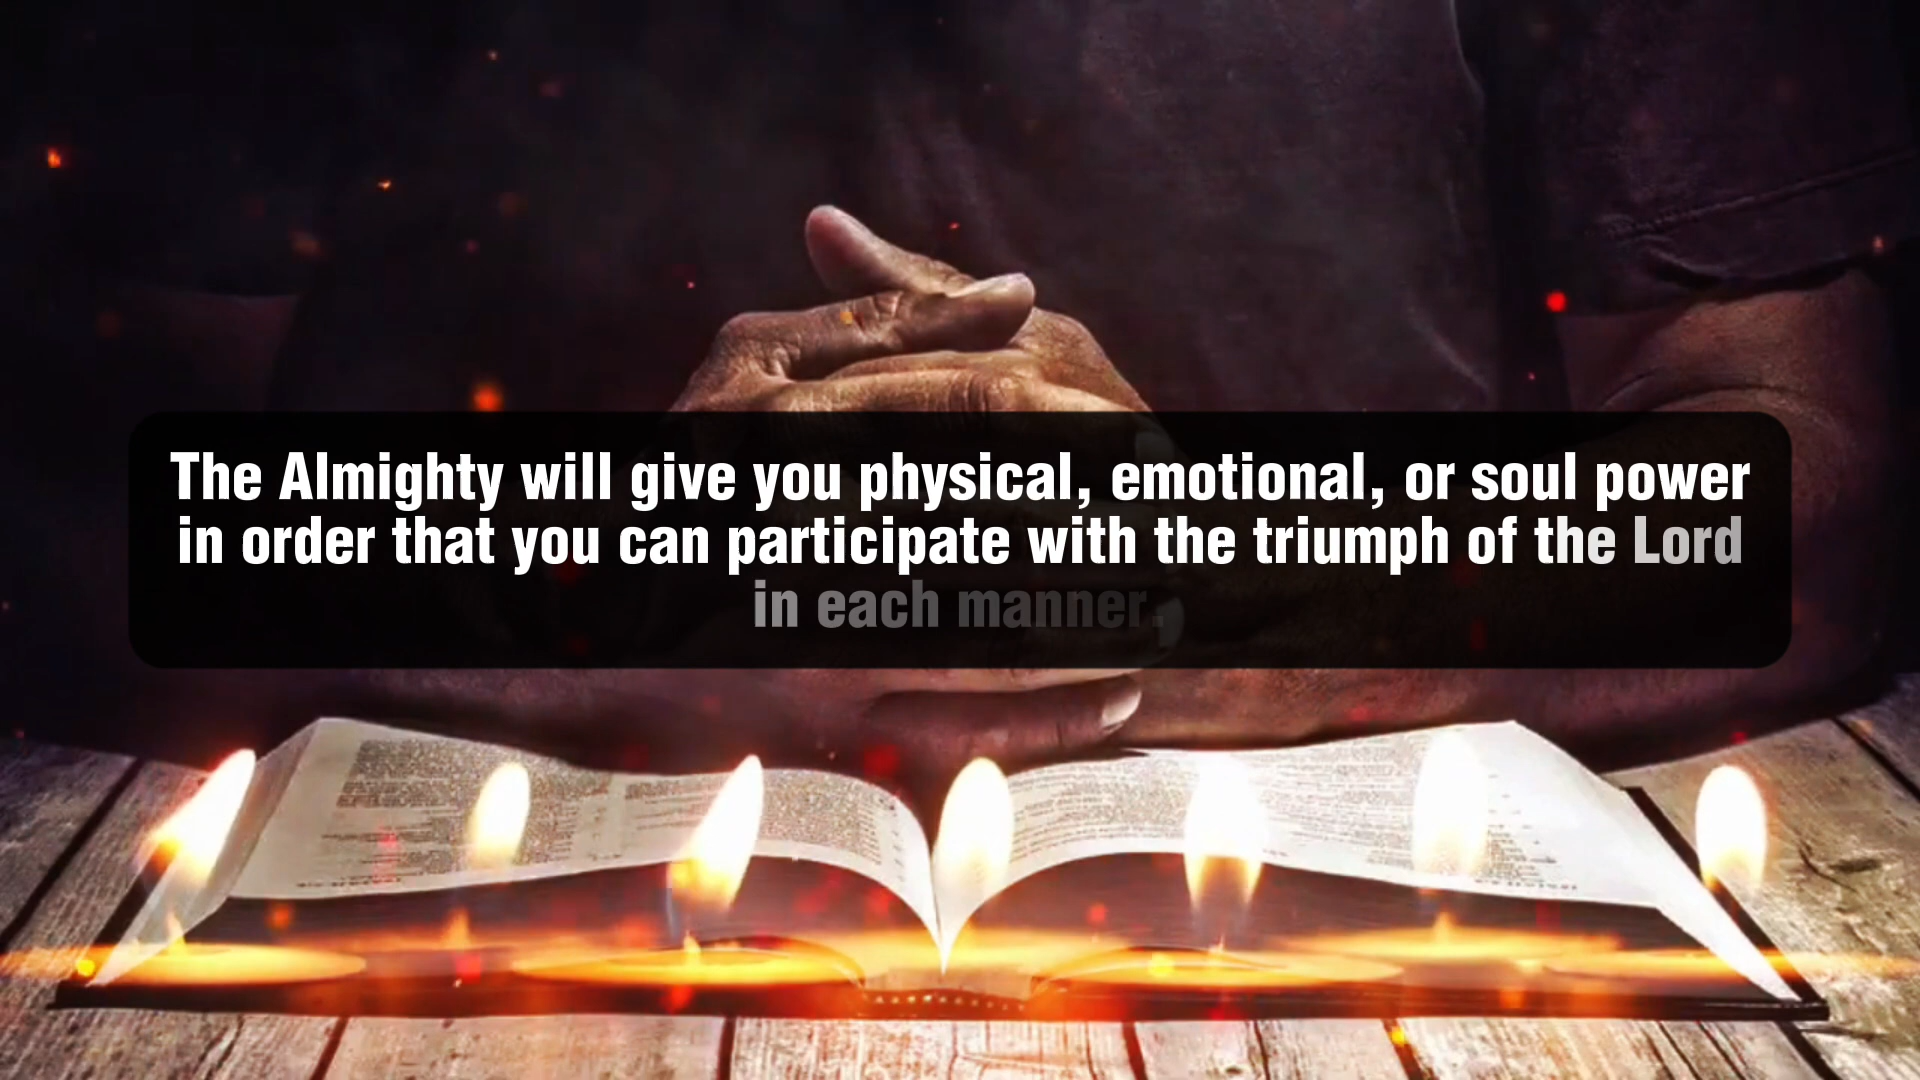 The Almighty will give you physical, emotional, or soul power
in order that you can participate with the triumph of the Lord
in each manner.